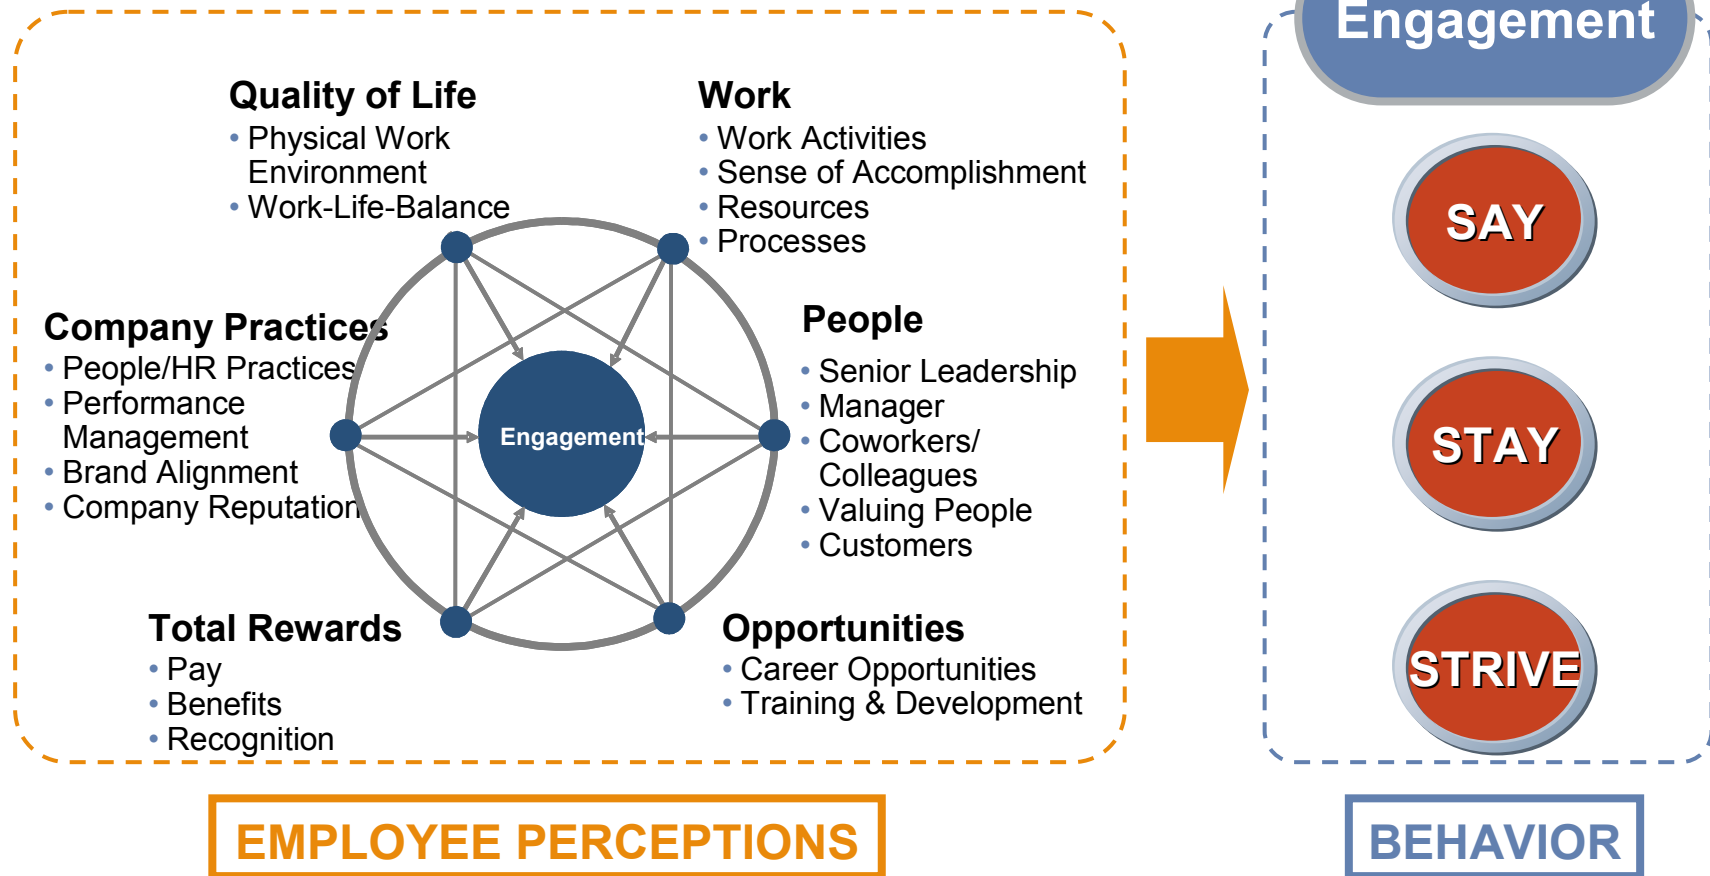 Engagement
Quality of Life
• Physical Work
Environment
• Work-Life-Balance
Work
• Work Activities
• Sense of Accomplishment
• Resources
• Processes
Company Practices
• People/HR Practices
• Performance
Management
• Brand Alignment
• Company Reputation
Engagement
People
• Senior Leadership
• Manager
• Coworkers/
Colleagues
• Valuing People
• Customers
Total Rewards
• Pay
• Benefits
• Recognition
Opportunities
• Career Opportunities
• Training & Development
SAY
STAY
STRIVE
EMPLOYEE PERCEPTIONS
BEHAVIOR